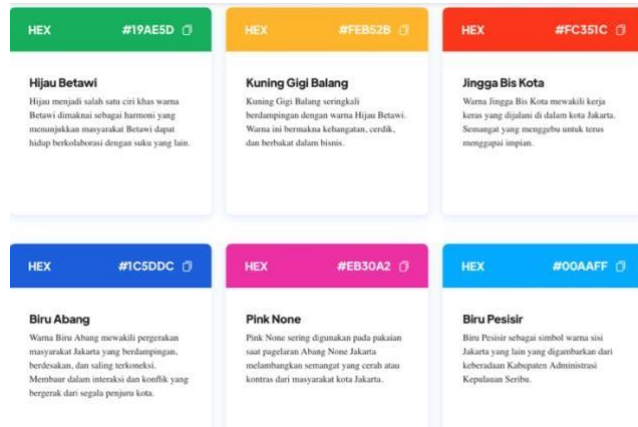 HEX #19AE5D
Hijau Betawi
Hijau menjadi salah satu ciri khas warna
Betawi dimaknai sebagai harmoni yang
menunjukkan masyarakat Betawi dapat
hidup berkolaborasi dengan suku yang lain.
HEX #FEB52B
Kuning Gigi Balang
Kuning Gigi Balang seringkali
berdampingan dengan warna Hijau Betawi.
Warna ini bermakna kehangatan, cerdik,
dan berbakat dalam bisnis.
HEX #FC351C
Jingga Bis Kota
Warna Jingga Bis Kota mewakili kerja
keras yang dijalani di dalam kota Jakarta.
Semangat yang menggebu untuk terus
menggapai impian.
HEX #1C5DDC
Biru Abang
Warna Biru Abang mewakili pergerakan
masyarakat Jakarta yang berdampingan,
berdesakan, dan saling terkoneksi.
Membaur dalam interaksi dan konflik yang
bergerak dari segala penjuru kota.
HEX #EB30A2
Pink None
Pink None sering digunakan pada pakaian
saat pagelaran Abang None Jakarta
melambangkan semangat yang cerah atau
kontras dari masyarakat kota Jakarta.
HEX #00AAFF
Biru Pesisir
Biru Pesisir sebagai simbol warna sisi
Jakarta yang lain yang digambarkan dari
keberadaan Kabupaten Administrasi
Kepulauan Seribu.